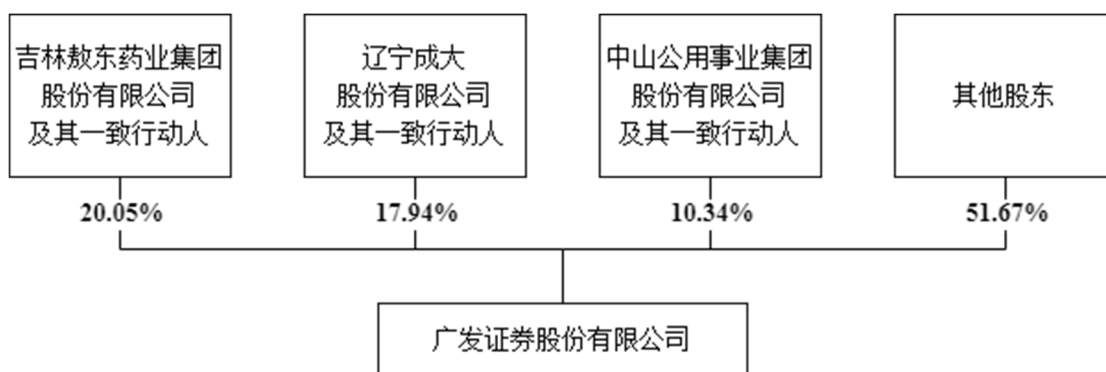 吉林敖东药业集团
股份有限公司
及其一致行动人
辽宁成大
股份有限公司
及其一致行动人
中山公用事业集团
股份有限公司
及其一致行动人
其他股东
20.05%
17.94%
10.34%
51.67%
广发证券股份有限公司